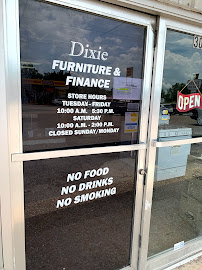 Dixie
FURNITURE &
FINANCE
STORE HOURS
TUESDAY - FRIDAY
10:00 A.M. - 5:30 P.M.
SATURDAY
10:00 A.M. - 2:00 P.M.
CLOSED SUNDAY/MONDAY
OPEN
NO FOOD
NO DRINKS
NO SMOKING